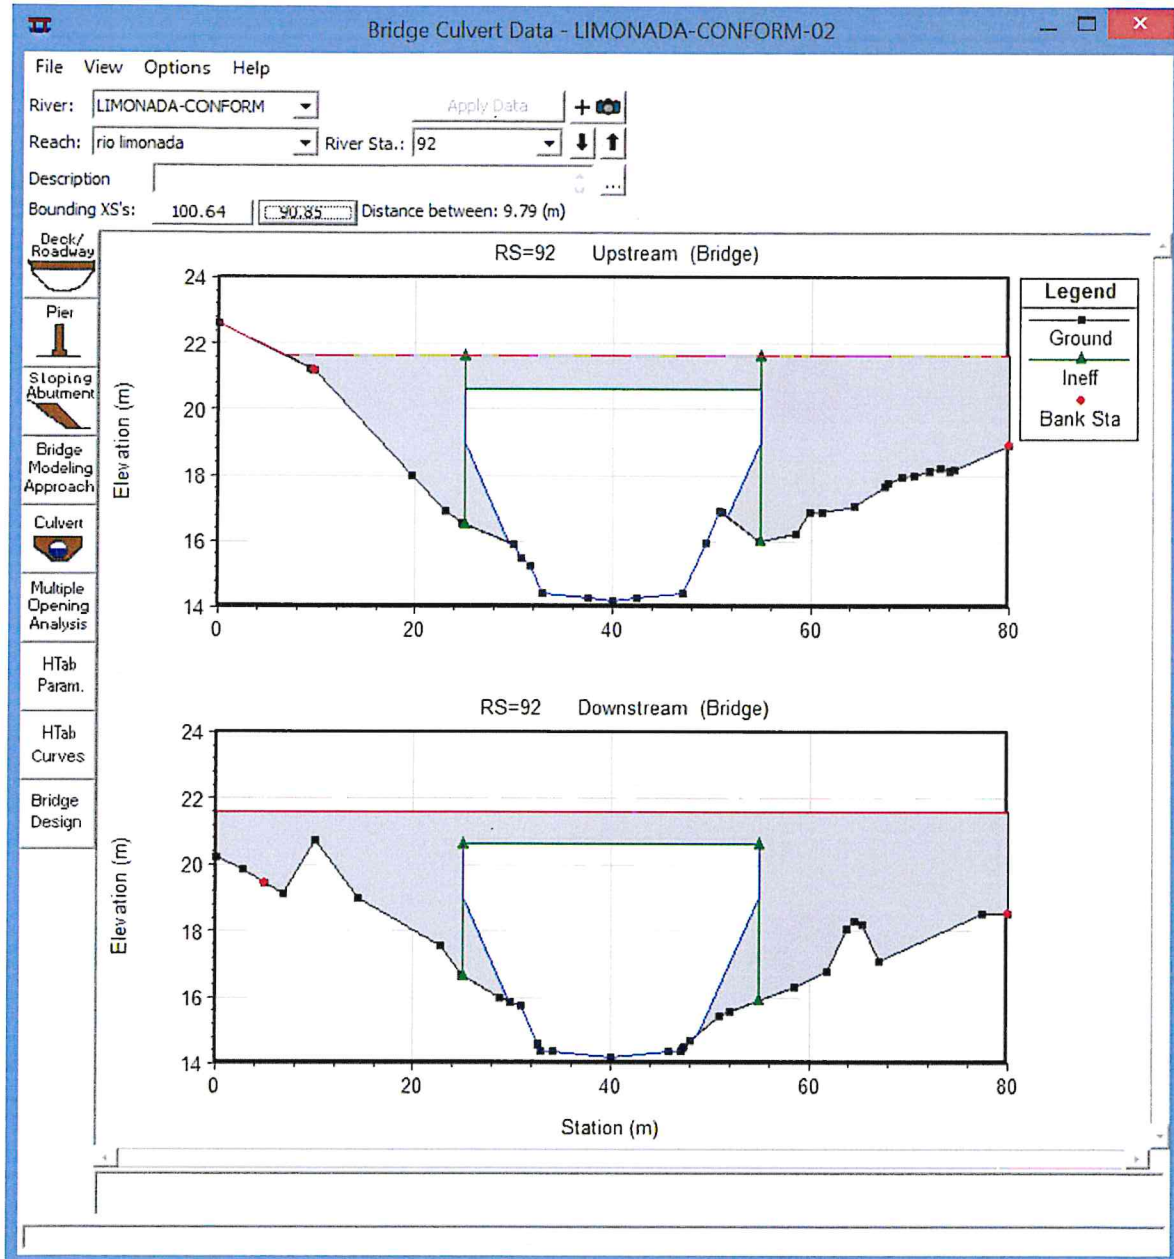 Bridge Culvert Data - LIMONADA-CONFORM-02
File View Options Help
River: LIMONADA-CONFORM Apply Data +
Reach: rio limonada River Sta.: 92
Description ...
Bounding XS's: 100.64 90.85 Distance between: 9.79 (m)
Deck/
Roadway
Pier
Sloping
Abutment
Bridge
Modeling
Approach
Culvert
Multiple
Opening
Analysis
HTab
Param.
HTab
Curves
Bridge
Design
RS=92 Upstream (Bridge)
24
22
20
18
16
14
Elevation (m)
0 20 40 60 80
Legend
Ground
Ineff
Bank Sta
RS=92 Downstream (Bridge)
24
22
20
18
16
14
Elevation (m)
0 20 40 60 80
Station (m)